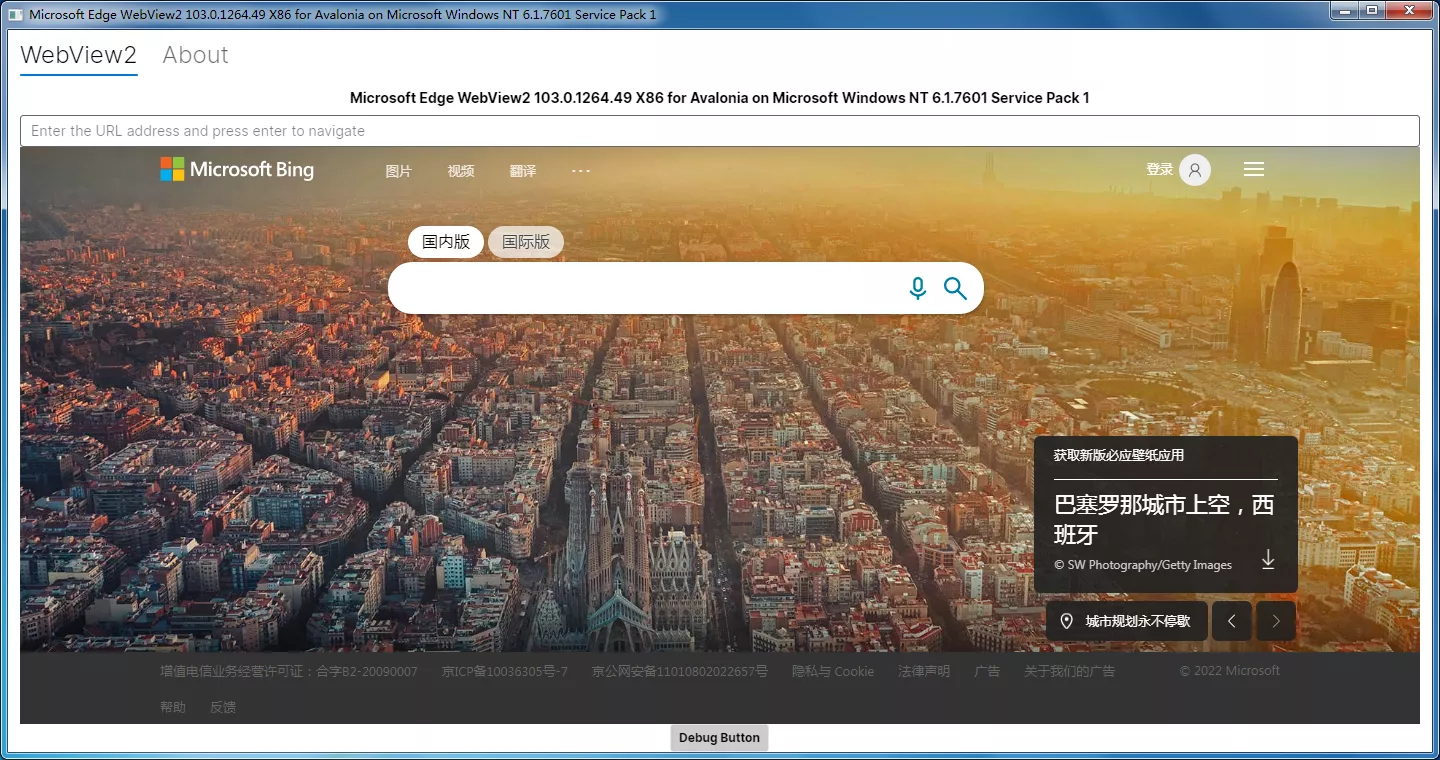 Microsoft Edge WebView2 103.0.1264.49 X86 for Avalonia on Microsoft Windows NT 6.1.7601 Service Pack 1
WebView2 About
Microsoft Edge WebView2 103.0.1264.49 X86 for Avalonia on Microsoft Windows NT 6.1.7601 Service Pack 1
Enter the URL address and press enter to navigate
Microsoft Bing 图片 视频 翻译 ··· 登录
国内版 国际版
获取新版必应壁纸应用
巴塞罗那城市上空，西
班牙
© SW Photography/Getty Images
城市规划永不停歇
增值电信业务经营许可证：合字B2-20090007 京ICP备10036305号-7 京公网安备11010802022657号 隐私与 Cookie 法律声明 广告 关于我们的广告 © 2022 Microsoft
帮助 反馈
Debug Button